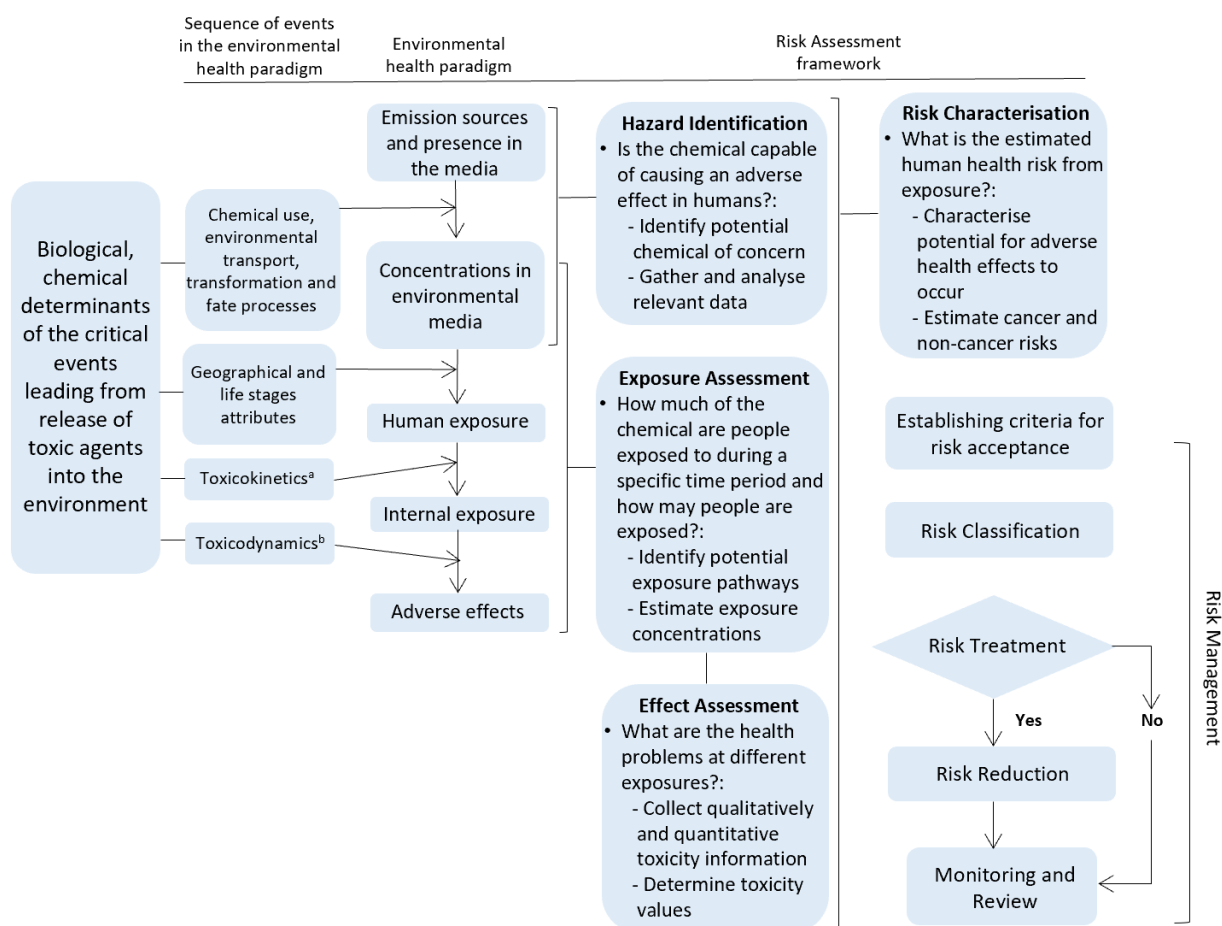 Sequence of events
in the environmental
health paradigm
Environmental
health paradigm
Risk Assessment
framework
Biological,
chemical
determinants
of the critical
events
leading from
release of
toxic agents
into the
environment
Chemical use,
environmental
transport,
transformation and
fate processes
Geographical and
life stages
attributes
Toxicokineticsᵃ
Toxicodynamicsᵇ
Emission sources
and presence in
the media
Concentrations in
environmental
media
Human exposure
Internal exposure
Adverse effects
Hazard Identification
• Is the chemical capable
of causing an adverse
effect in humans?:
- Identify potential
chemical of concern
- Gather and analyse
relevant data
Exposure Assessment
• How much of the
chemical are people
exposed to during a
specific time period and
how may people are
exposed?:
- Identify potential
exposure pathways
- Estimate exposure
concentrations
Effect Assessment
• What are the health
problems at different
exposures?:
- Collect qualitatively
and quantitative
toxicity information
- Determine toxicity
values
Risk Characterisation
• What is the estimated
human health risk from
exposure?:
- Characterise
potential for adverse
health effects to
occur
- Estimate cancer and
non-cancer risks
Establishing criteria for
risk acceptance
Risk Classification
Risk Treatment
Yes
No
Risk Reduction
Monitoring and
Review
Risk Management